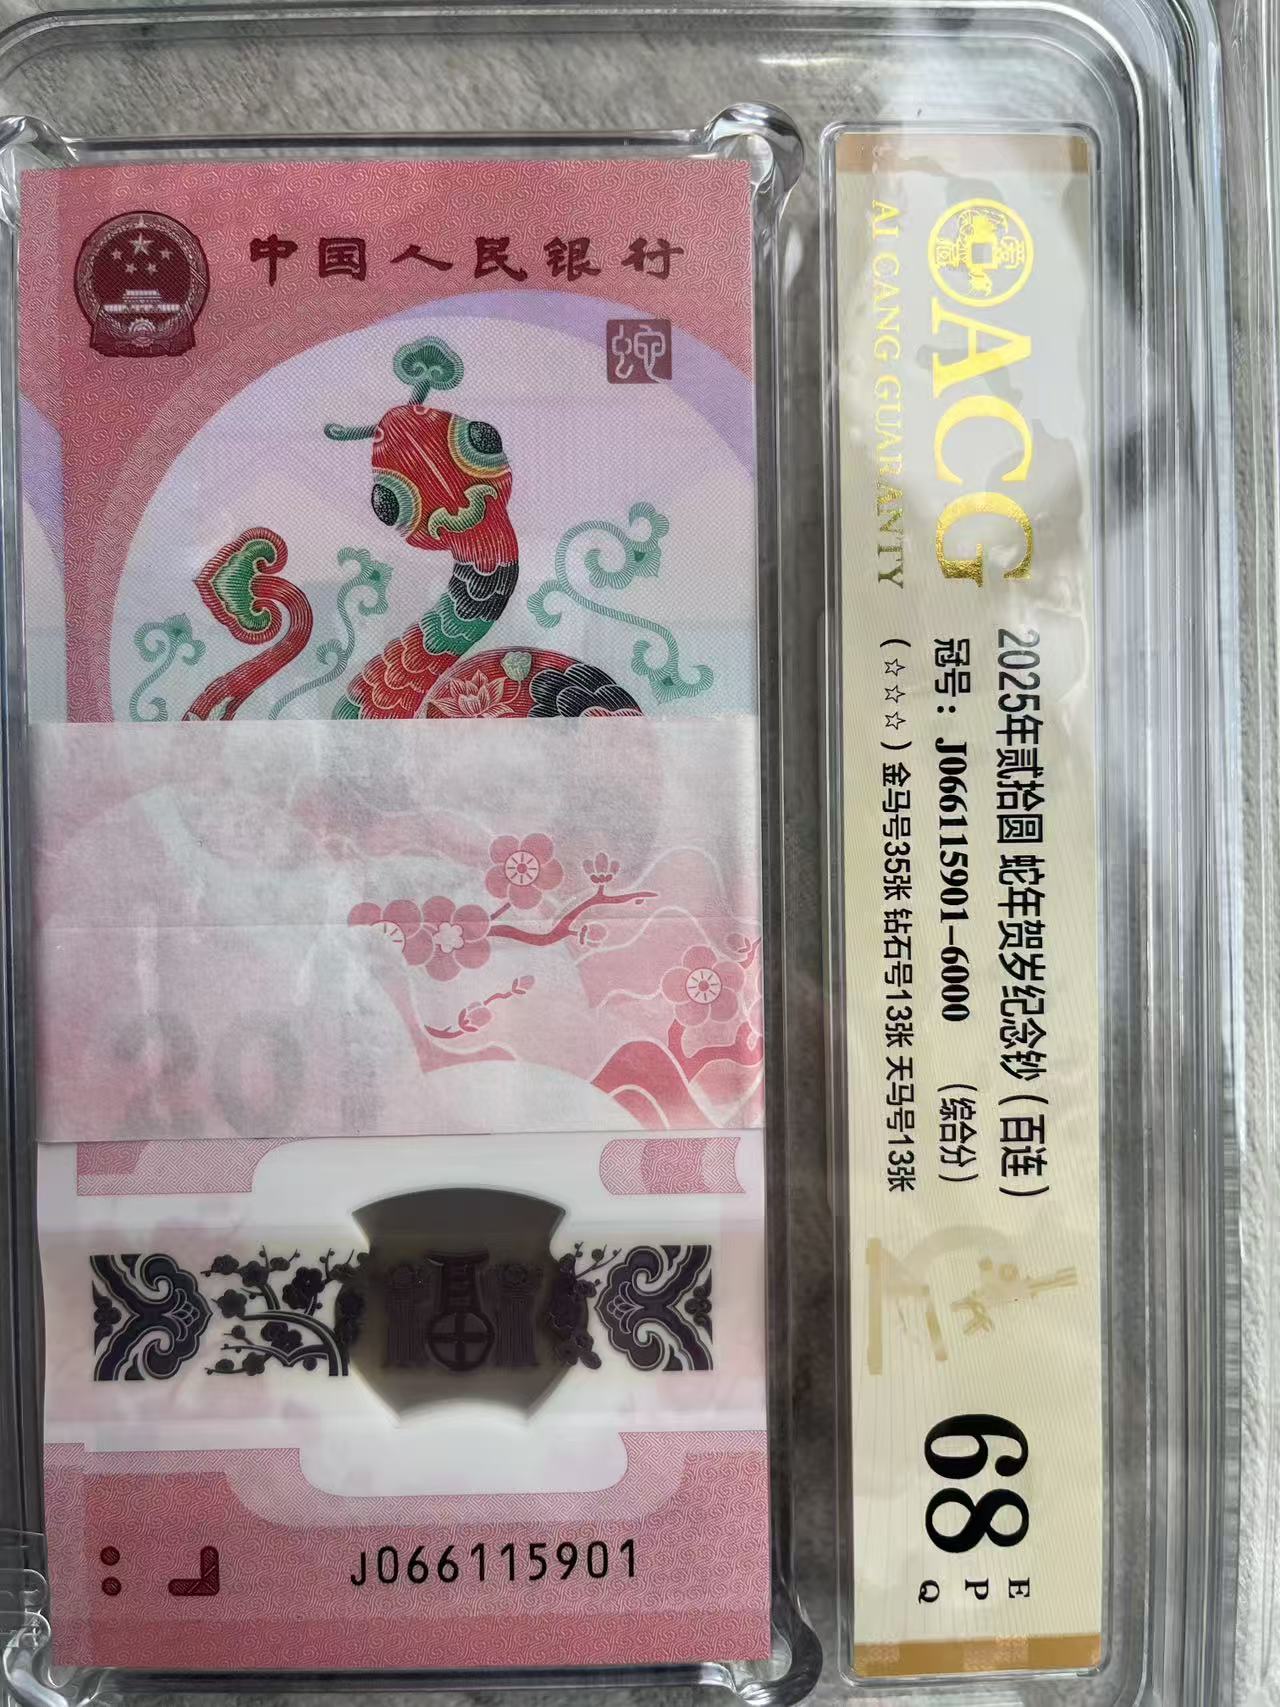 中国人民银行
蛇
J066115901
ACG
AI CANG GUARANTY
2025年贰拾圆 蛇年贺岁纪念钞（百连）
冠号：J066115901-6000 （综合分）
（☆☆☆）金马号35张 钻石号13张 天马号13张
68
E
P
Q